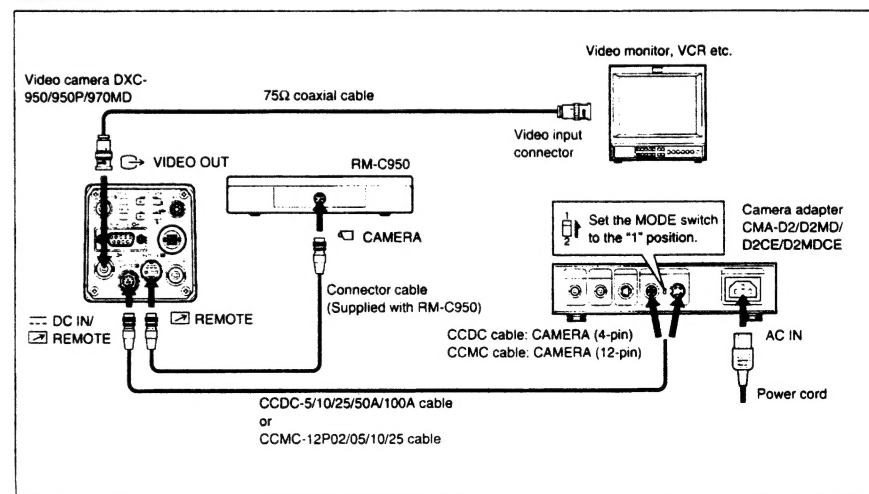 Video monitor, VCR etc.
Video camera DXC-
950/950P/970MD
75Ω coaxial cable
Video input
connector
VIDEO OUT
RM-C950
CAMERA
1
2
Set the MODE switch
to the "1" position.
Camera adapter
CMA-D2/D2MD/
D2CE/D2MDCE
Connector cable
(Supplied with RM-C950)
DC IN/
REMOTE
REMOTE
CCDC cable: CAMERA (4-pin)
CCMC cable: CAMERA (12-pin)
AC IN
Power cord
CCDC-5/10/25/50A/100A cable
or
CCMC-12P02/05/10/25 cable